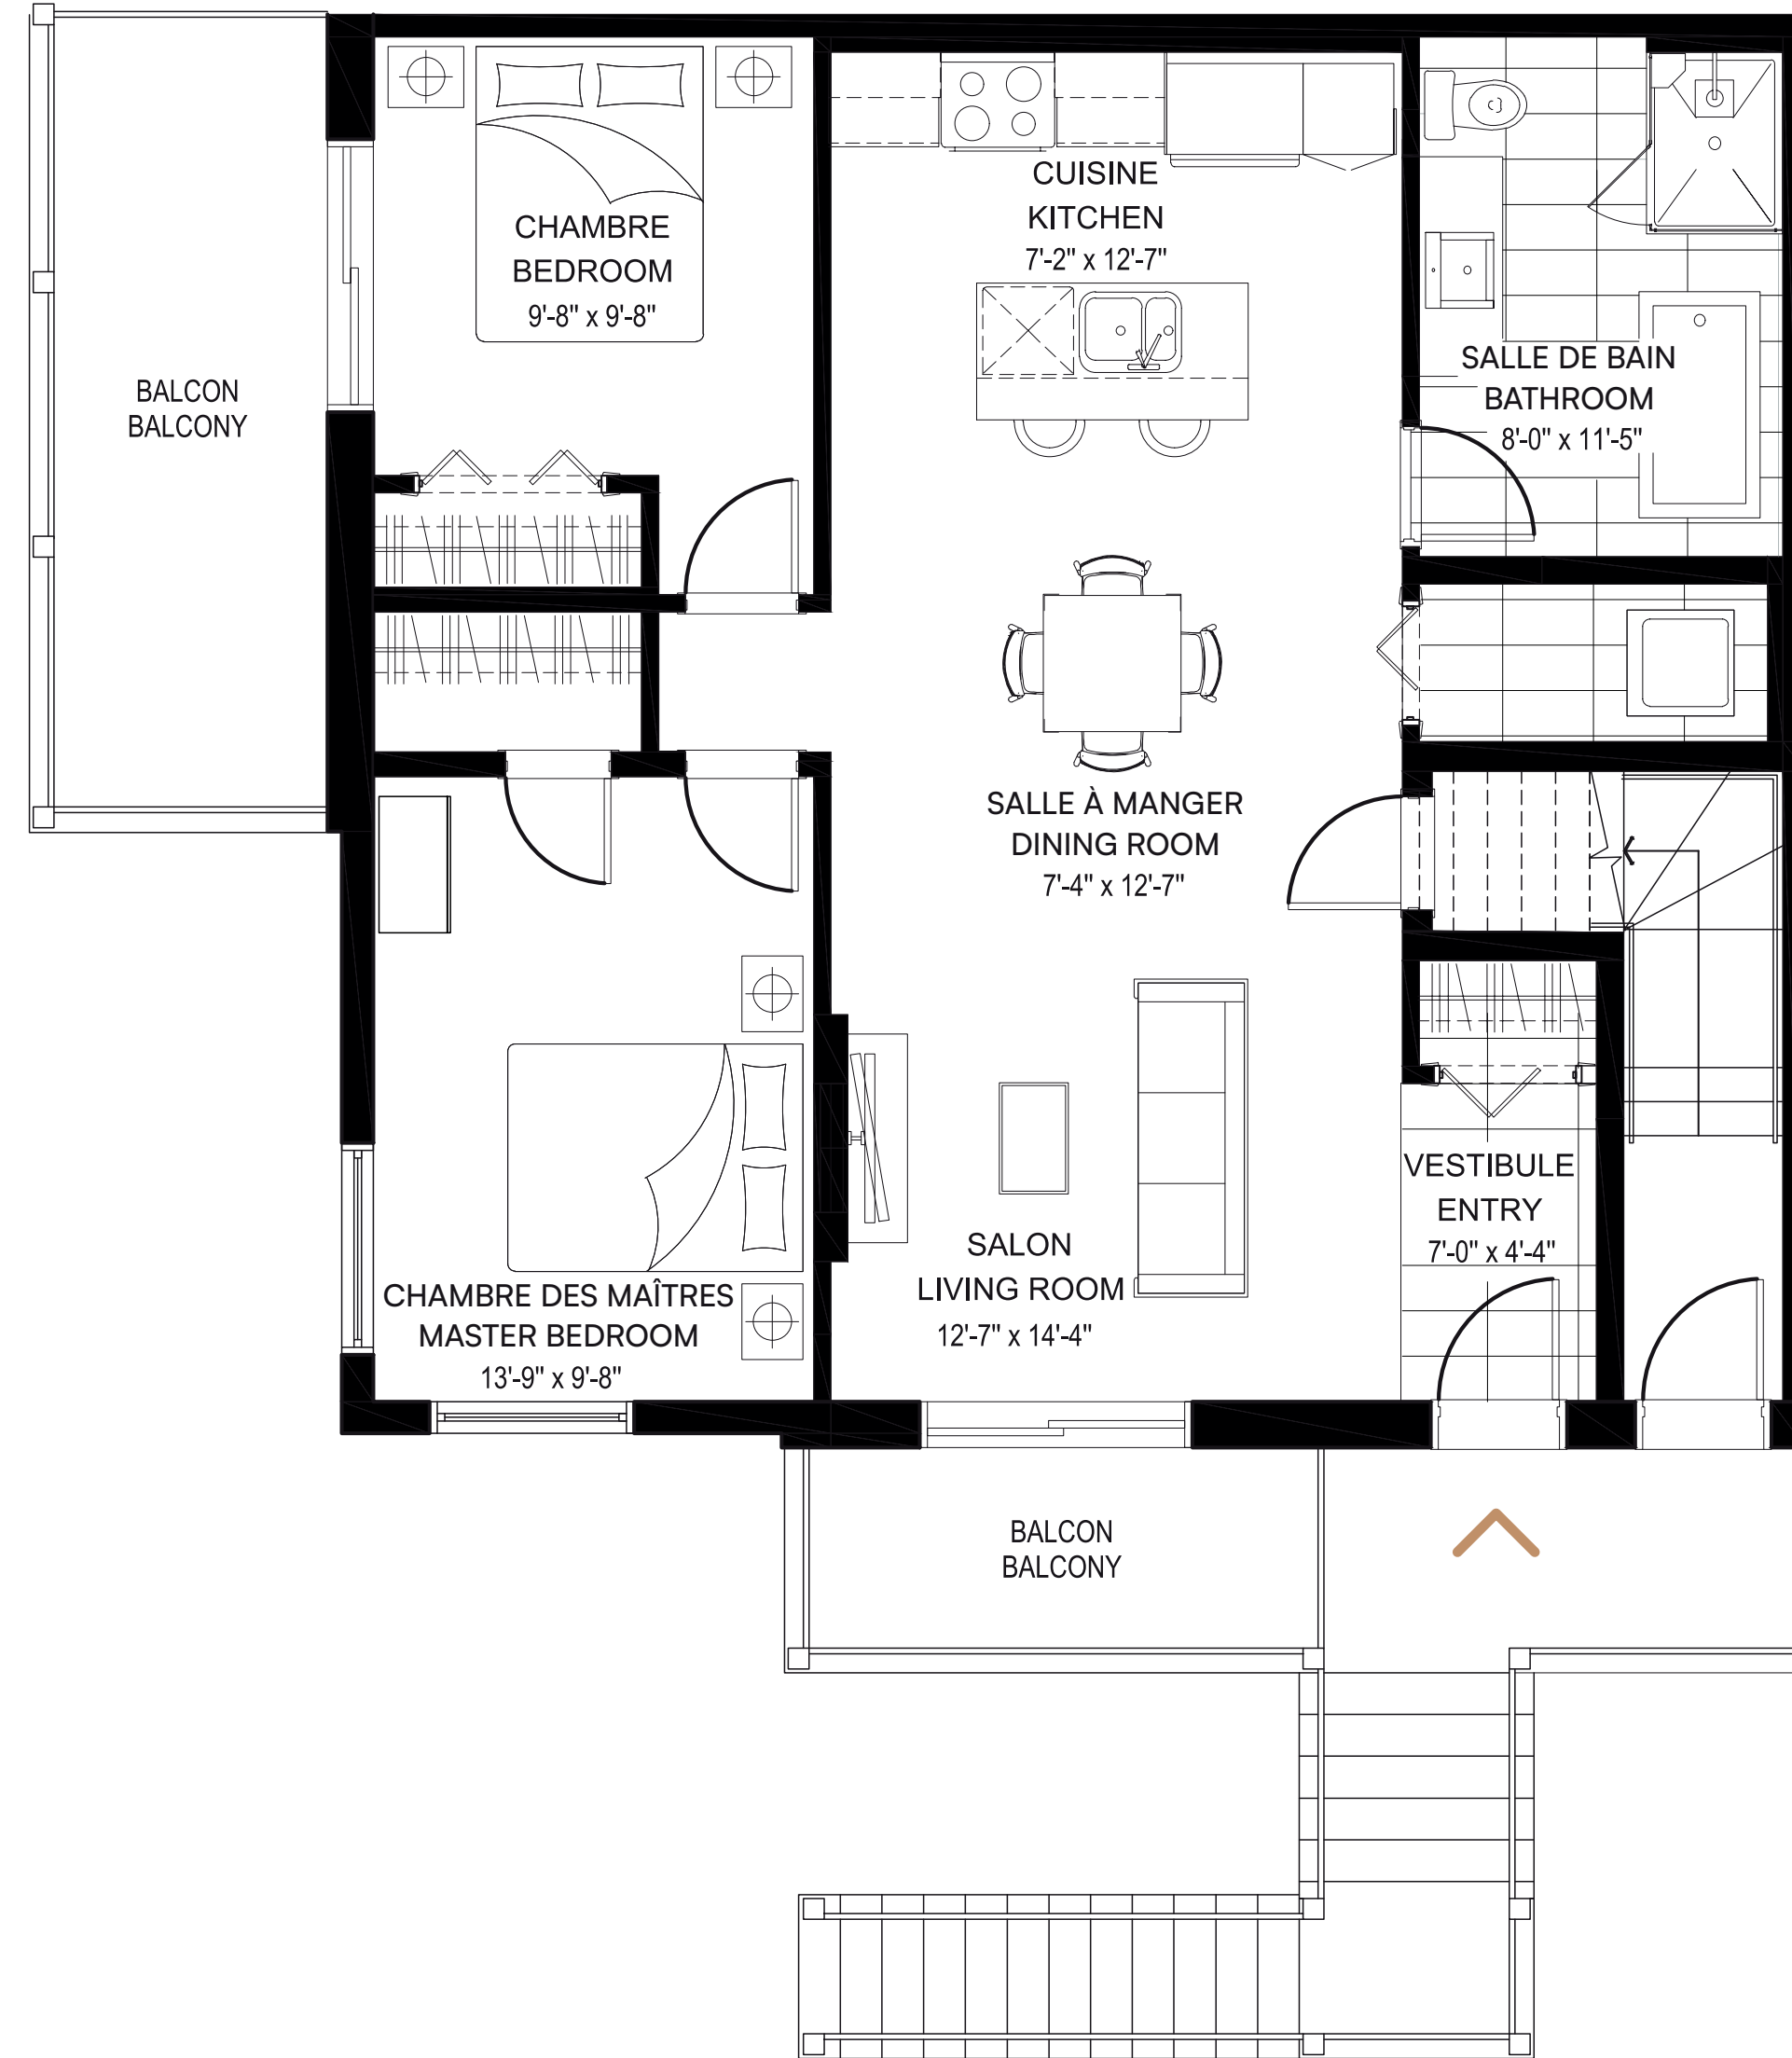 CHAMBRE
BEDROOM
9'-8" x 9'-8"
CUISINE
KITCHEN
7'-2" x 12'-7"
SALLE DE BAIN
BATHROOM
8'-0" x 11'-5"
BALCON
BALCONY
SALLE À MANGER
DINING ROOM
7'-4" x 12'-7"
VESTIBULE
ENTRY
7'-0" x 4'-4"
SALON
LIVING ROOM
12'-7" x 14'-4"
CHAMBRE DES MAÎTRES
MASTER BEDROOM
13'-9" x 9'-8"
BALCON
BALCONY